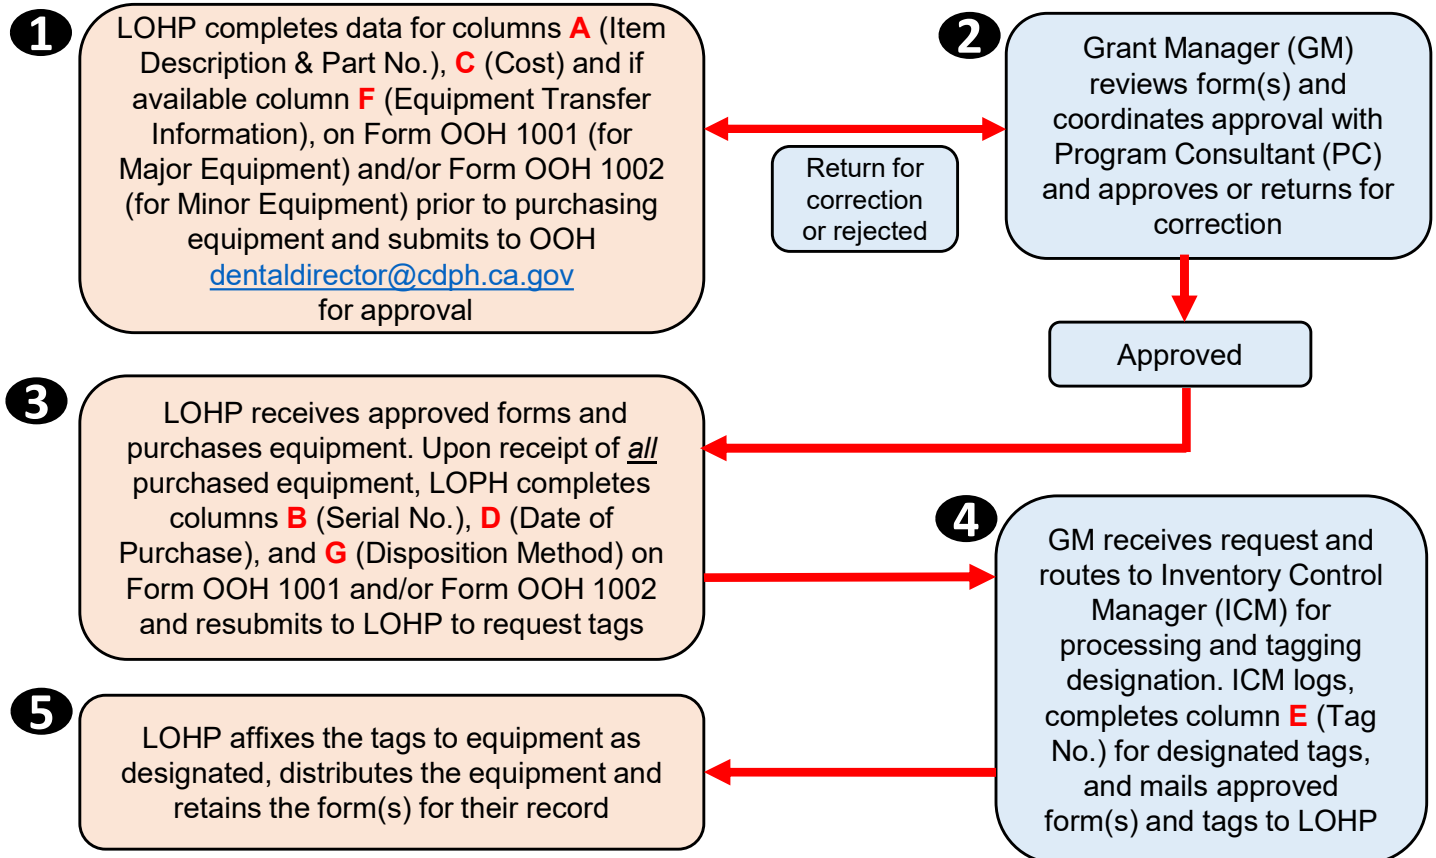 1
LOHP completes data for columns A (Item
Description & Part No.), C (Cost) and if
available column F (Equipment Transfer
Information), on Form OOH 1001 (for
Major Equipment) and/or Form OOH 1002
(for Minor Equipment) prior to purchasing
equipment and submits to OOH
dentaldirector@cdph.ca.gov
for approval
Return for
correction
or rejected
2
Grant Manager (GM)
reviews form(s) and
coordinates approval with
Program Consultant (PC)
and approves or returns for
correction
Approved
3
LOHP receives approved forms and
purchases equipment. Upon receipt of all
purchased equipment, LOPH completes
columns B (Serial No.), D (Date of
Purchase), and G (Disposition Method) on
Form OOH 1001 and/or Form OOH 1002
and resubmits to LOHP to request tags
4
GM receives request and
routes to Inventory Control
Manager (ICM) for
processing and tagging
designation. ICM logs,
completes column E (Tag
No.) for designated tags,
and mails approved
form(s) and tags to LOHP
5
LOHP affixes the tags to equipment as
designated, distributes the equipment and
retains the form(s) for their record